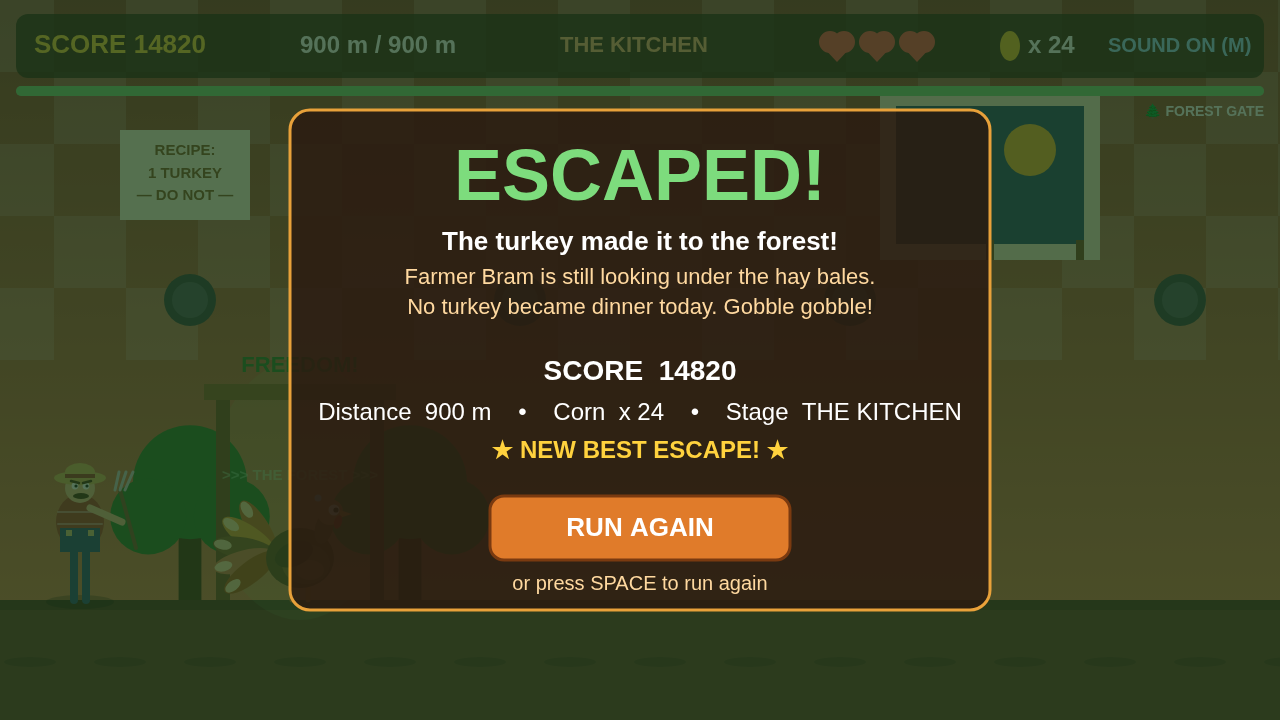 SCORE 14820 900 m / 900 m THE KITCHEN x 24 SOUND ON (M)
FOREST GATE
RECIPE:
1 TURKEY
— DO NOT —
ESCAPED!
The turkey made it to the forest!
Farmer Bram is still looking under the hay bales.
No turkey became dinner today. Gobble gobble!
FREEDOM!
SCORE 14820
Distance 900 m • Corn x 24 • Stage THE KITCHEN
★ NEW BEST ESCAPE! ★
>>> THE
RUN AGAIN
or press SPACE to run again